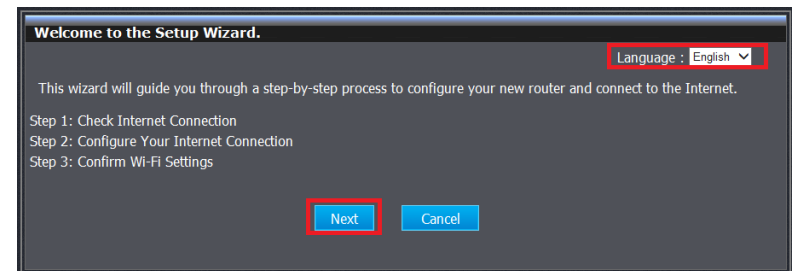 Welcome to the Setup Wizard.
Language : English
This wizard will guide you through a step-by-step process to configure your new router and connect to the Internet.
Step 1: Check Internet Connection
Step 2: Configure Your Internet Connection
Step 3: Confirm Wi-Fi Settings
Next Cancel